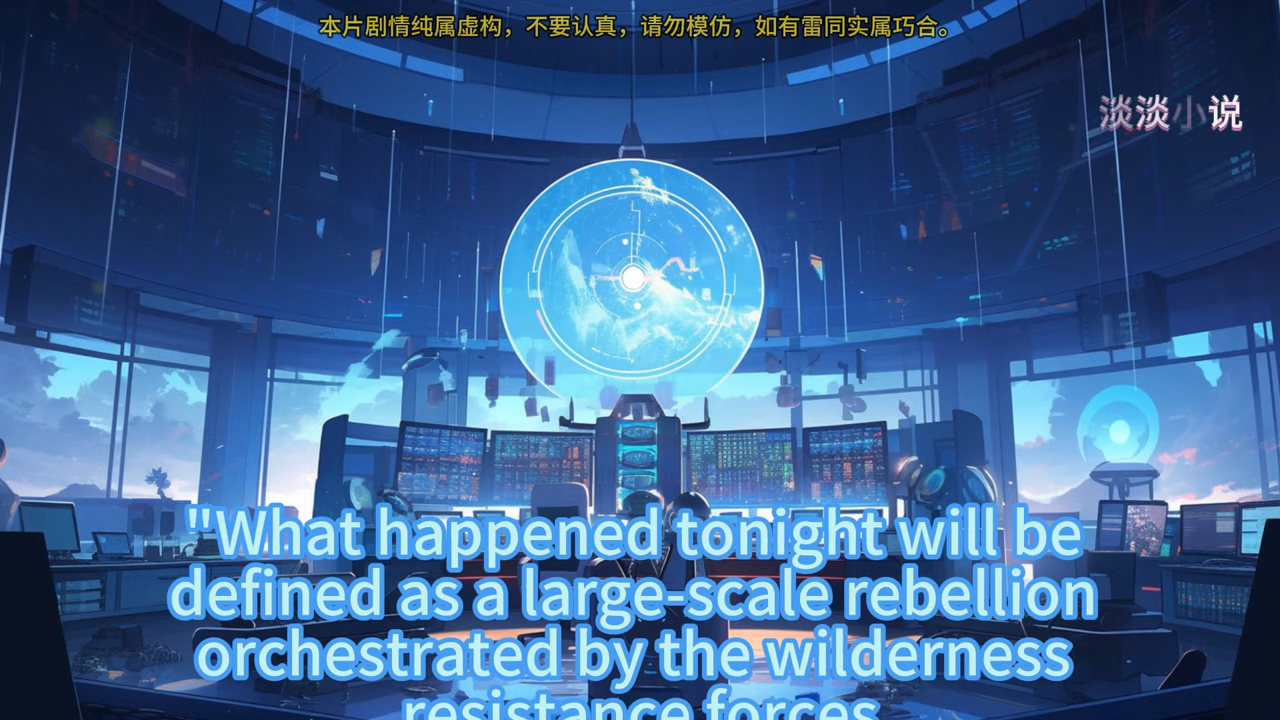 本片剧情纯属虚构，不要认真，请勿模仿，如有雷同实属巧合。
淡淡小说
"What happened tonight will be
defined as a large-scale rebellion
orchestrated by the wilderness
resistance forces